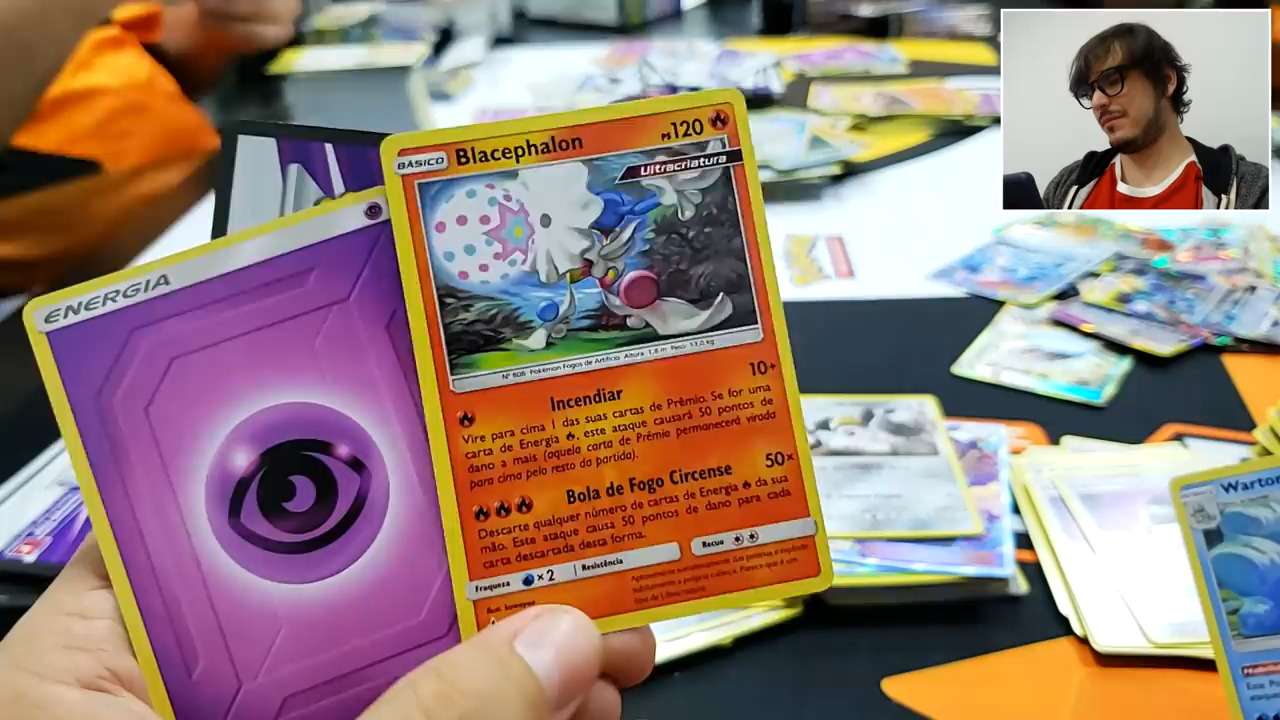 ENERGIA
BÁSICO
Blacephalon
PS120
Ultracriatura
Nº 806 Pokémon Fogos de Artifício Altura: 1,8 m Peso: 13,0 kg
Incendiar 10+
Vire para cima 1 das suas cartas de Prêmio. Se for uma
carta de Energia , este ataque causará 50 pontos de
dano a mais (aquela carta de Prêmio permanecerá virada
para cima pelo resto da partida).
Bola de Fogo Circense 50×
Descarte qualquer número de cartas de Energia da sua
mão. Este ataque causa 50 pontos de dano para cada
carta descartada desta forma.
Fraqueza ×2 Resistência Recuo
Warto